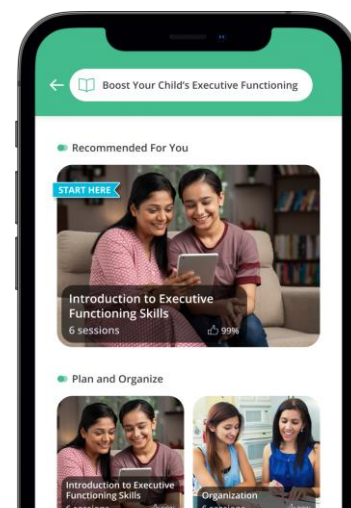 Boost Your Child's Executive Functioning
Recommended For You
START HERE
Introduction to Executive
Functioning Skills
6 sessions
99%
Plan and Organize
Introduction to Executive
Functioning Skills
Organization